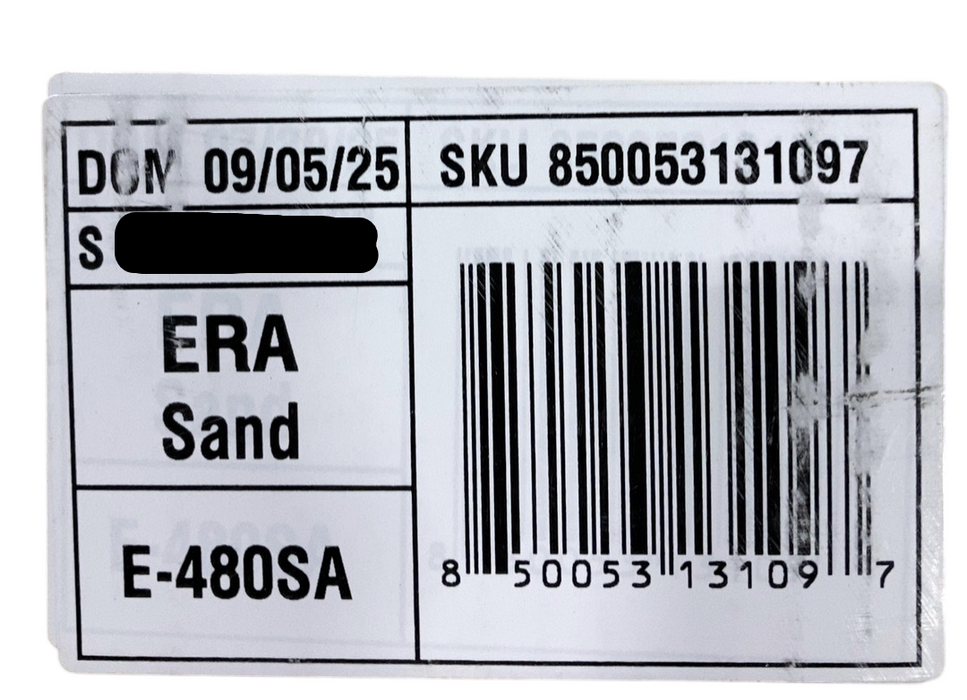 DOM 09/05/25
SKU 850053131097
S
ERA
Sand
E-480SA
8 50053 13109 7